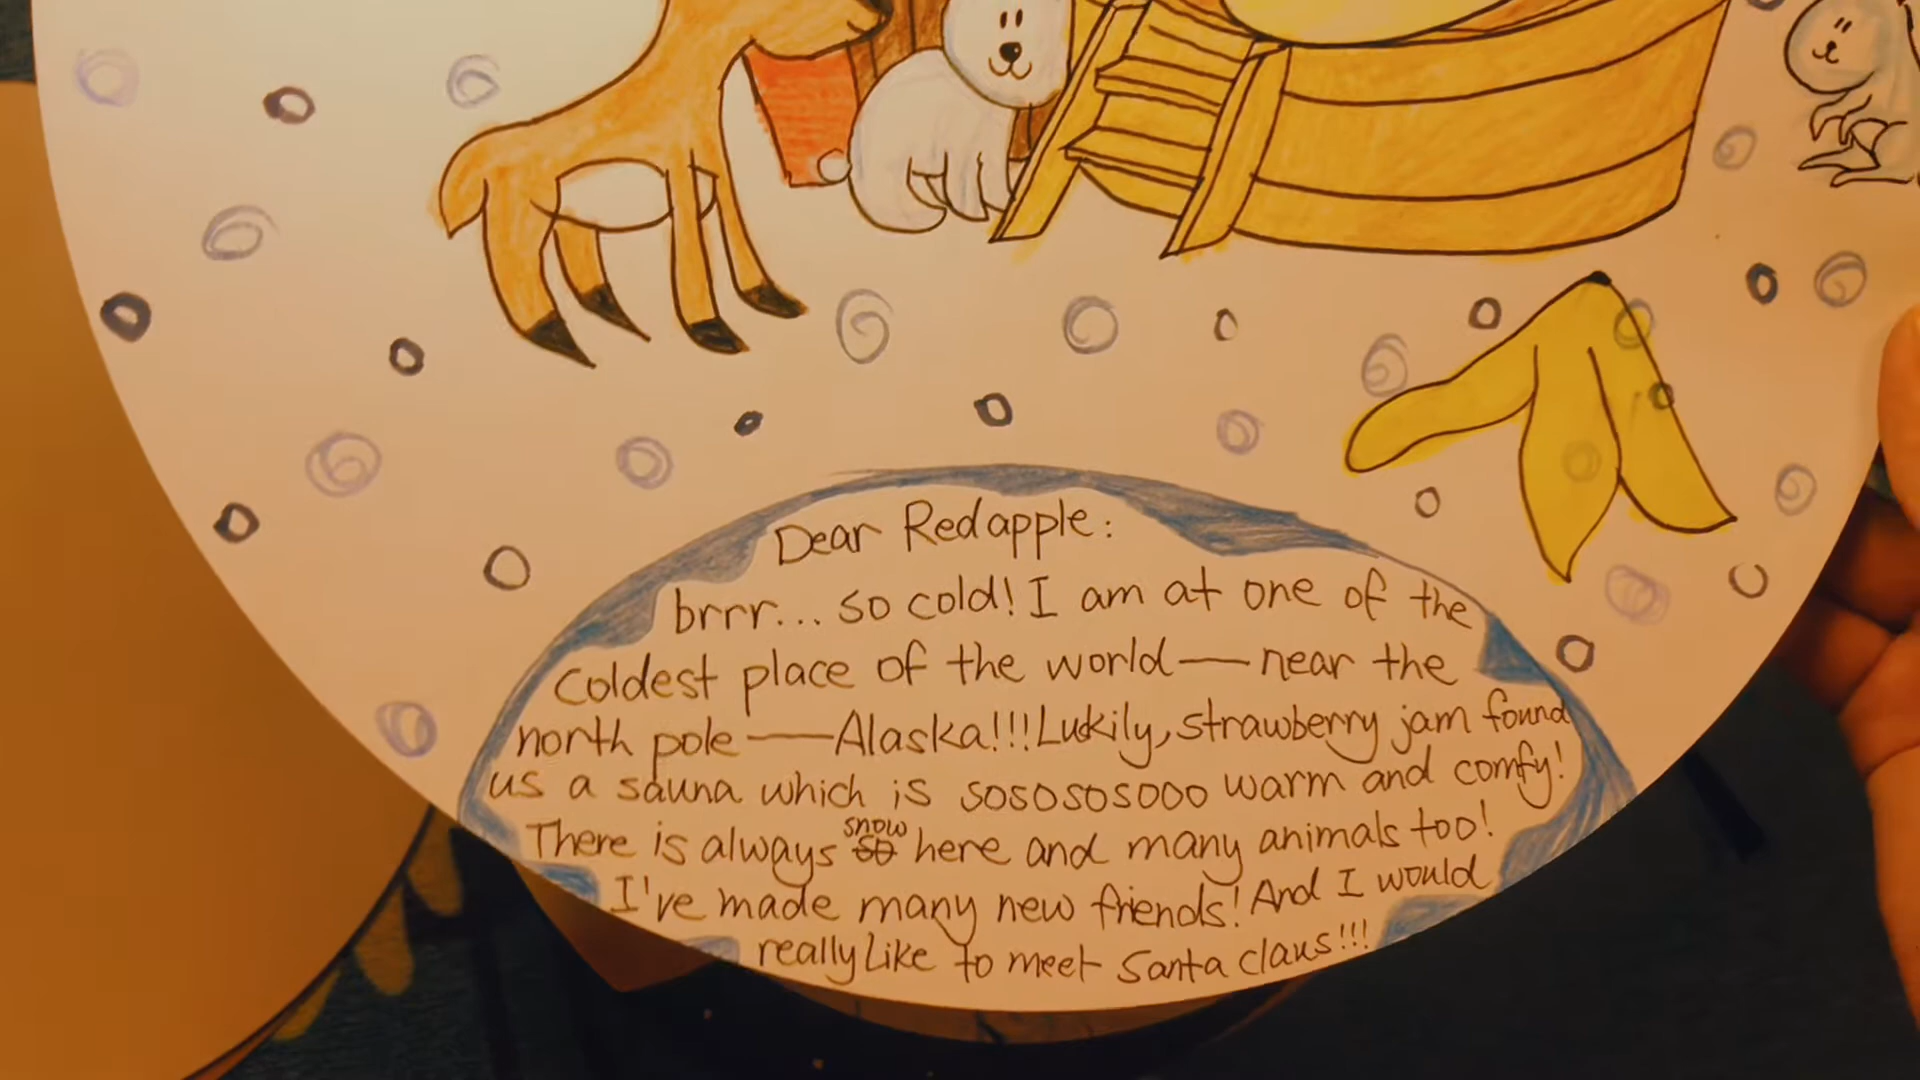 Dear Redapple:
brrr... so cold! I am at one of the
coldest place of the world — near the
north pole — Alaska!!! Lukily, strawberry jam found
us a sauna which is sosososooo warm and comfy!
There is always snow here and many animals too!
I've made many new friends! And I would
really like to meet Santa claus!!!